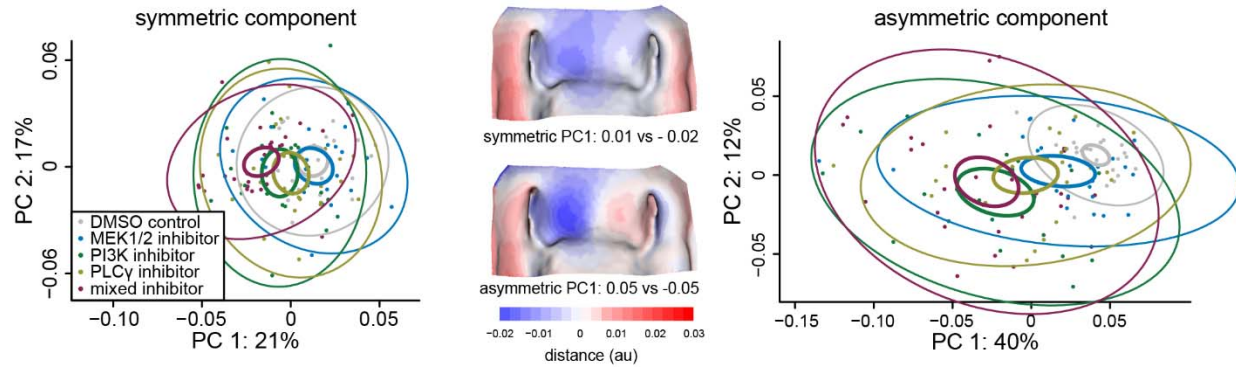 symmetric component
PC 2: 17%
0.06
0
−0.06
DMSO control
MEK1/2 inhibitor
PI3K inhibitor
PLCγ inhibitor
mixed inhibitor
−0.10
−0.05
0
0.05
PC 1: 21%
symmetric PC1: 0.01 vs - 0.02
asymmetric PC1: 0.05 vs -0.05
−0.02 −0.01 0 0.01 0.02 0.03
distance (au)
asymmetric component
PC 2: 12%
0.05
0
−0.05
−0.15
−0.10
−0.05
0
0.05
PC 1: 40%